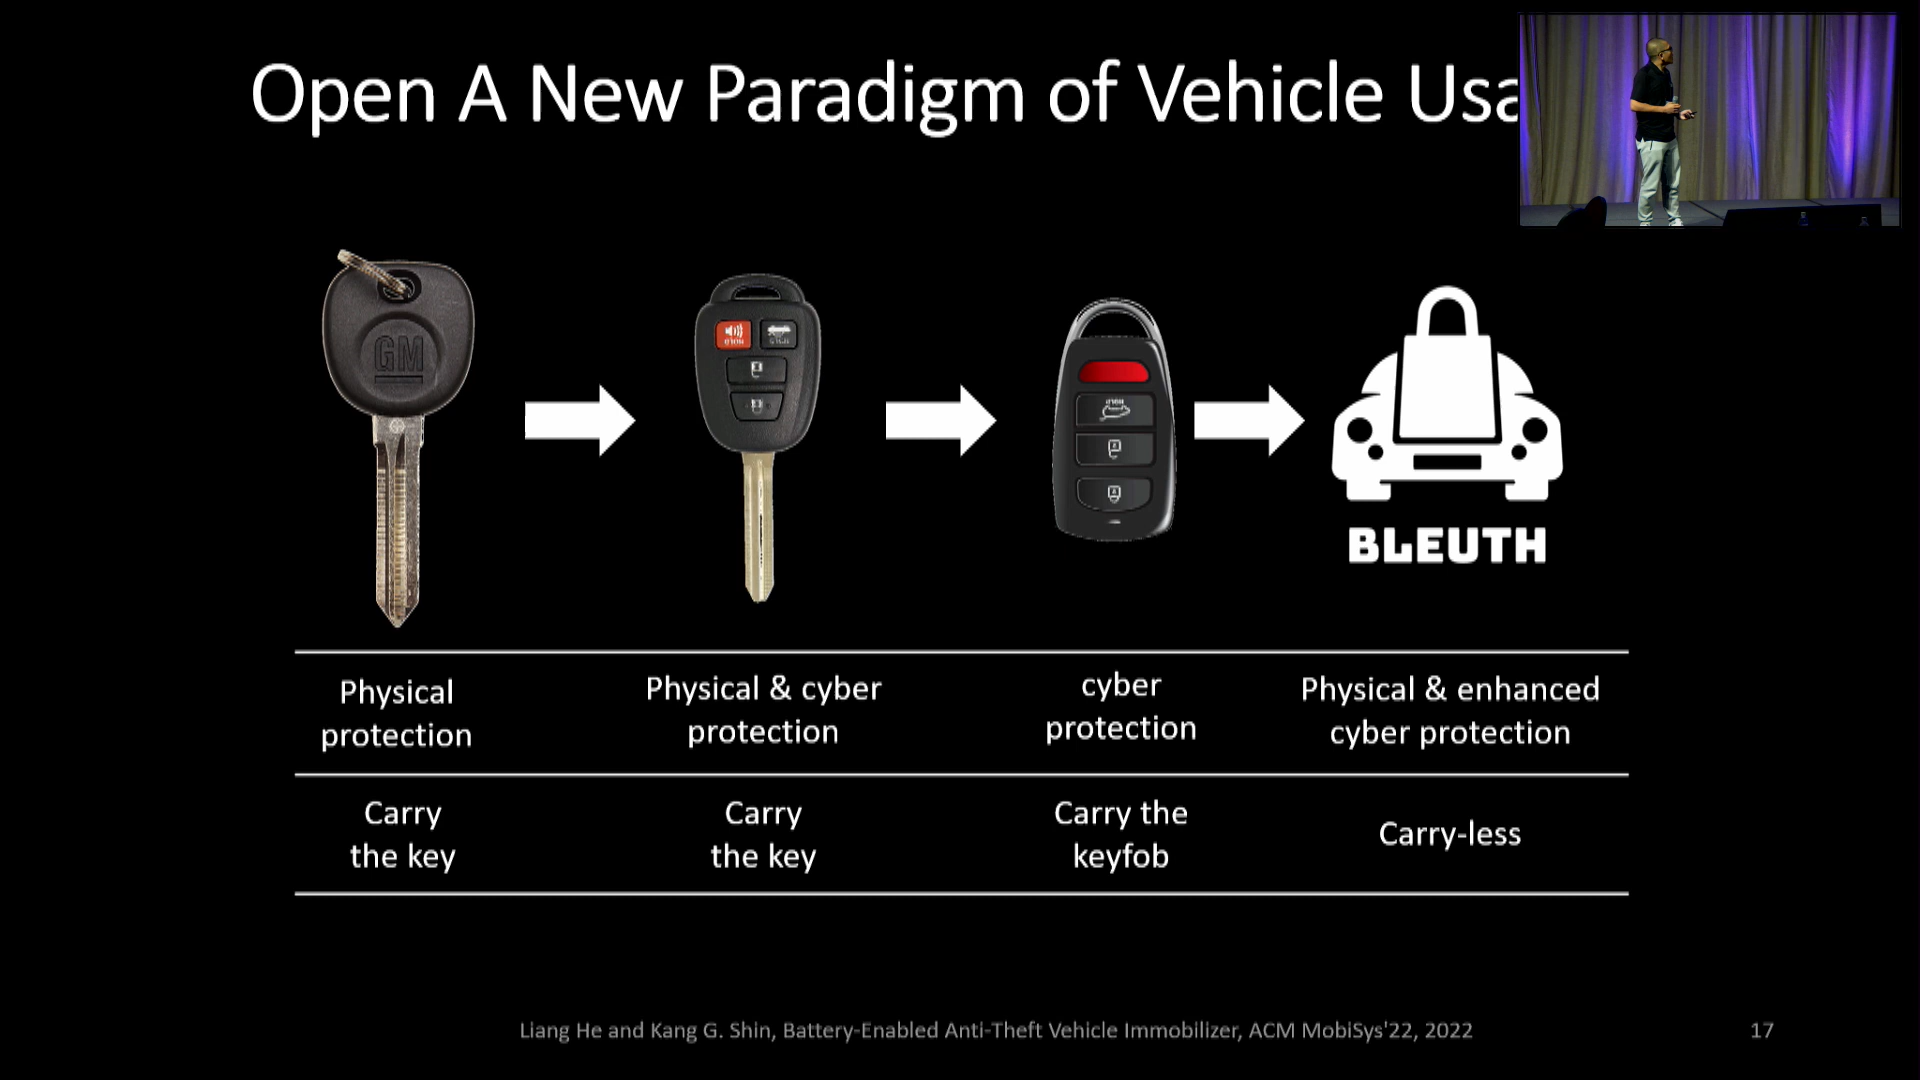 Open A New Paradigm of Vehicle Usa
GM
HOLD
HOLD
BLEUTH
Physical
protection
Physical & cyber
protection
cyber
protection
Physical & enhanced
cyber protection
Carry
the key
Carry
the key
Carry the
keyfob
Carry-less
Liang He and Kang G. Shin, Battery-Enabled Anti-Theft Vehicle Immobilizer, ACM MobiSys'22, 2022
17